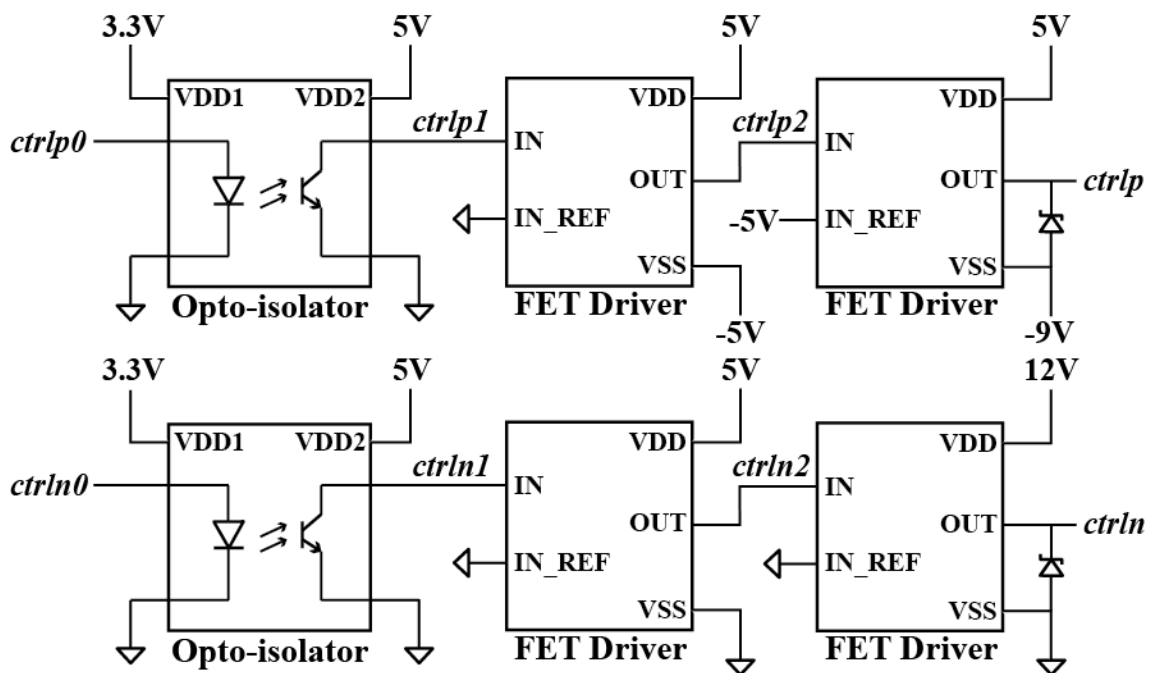 3.3V 5V 5V 5V
VDD1 VDD2 VDD VDD
ctrlp0 ctrlp1 IN ctrlp2 IN
OUT OUT ctrlp
IN_REF -5V IN_REF
VSS VSS
Opto-isolator FET Driver FET Driver
-5V -9V
3.3V 5V 5V 12V
VDD1 VDD2 VDD VDD
ctrln0 ctrln1 IN ctrln2 IN
OUT OUT ctrln
IN_REF IN_REF
VSS VSS
Opto-isolator FET Driver FET Driver